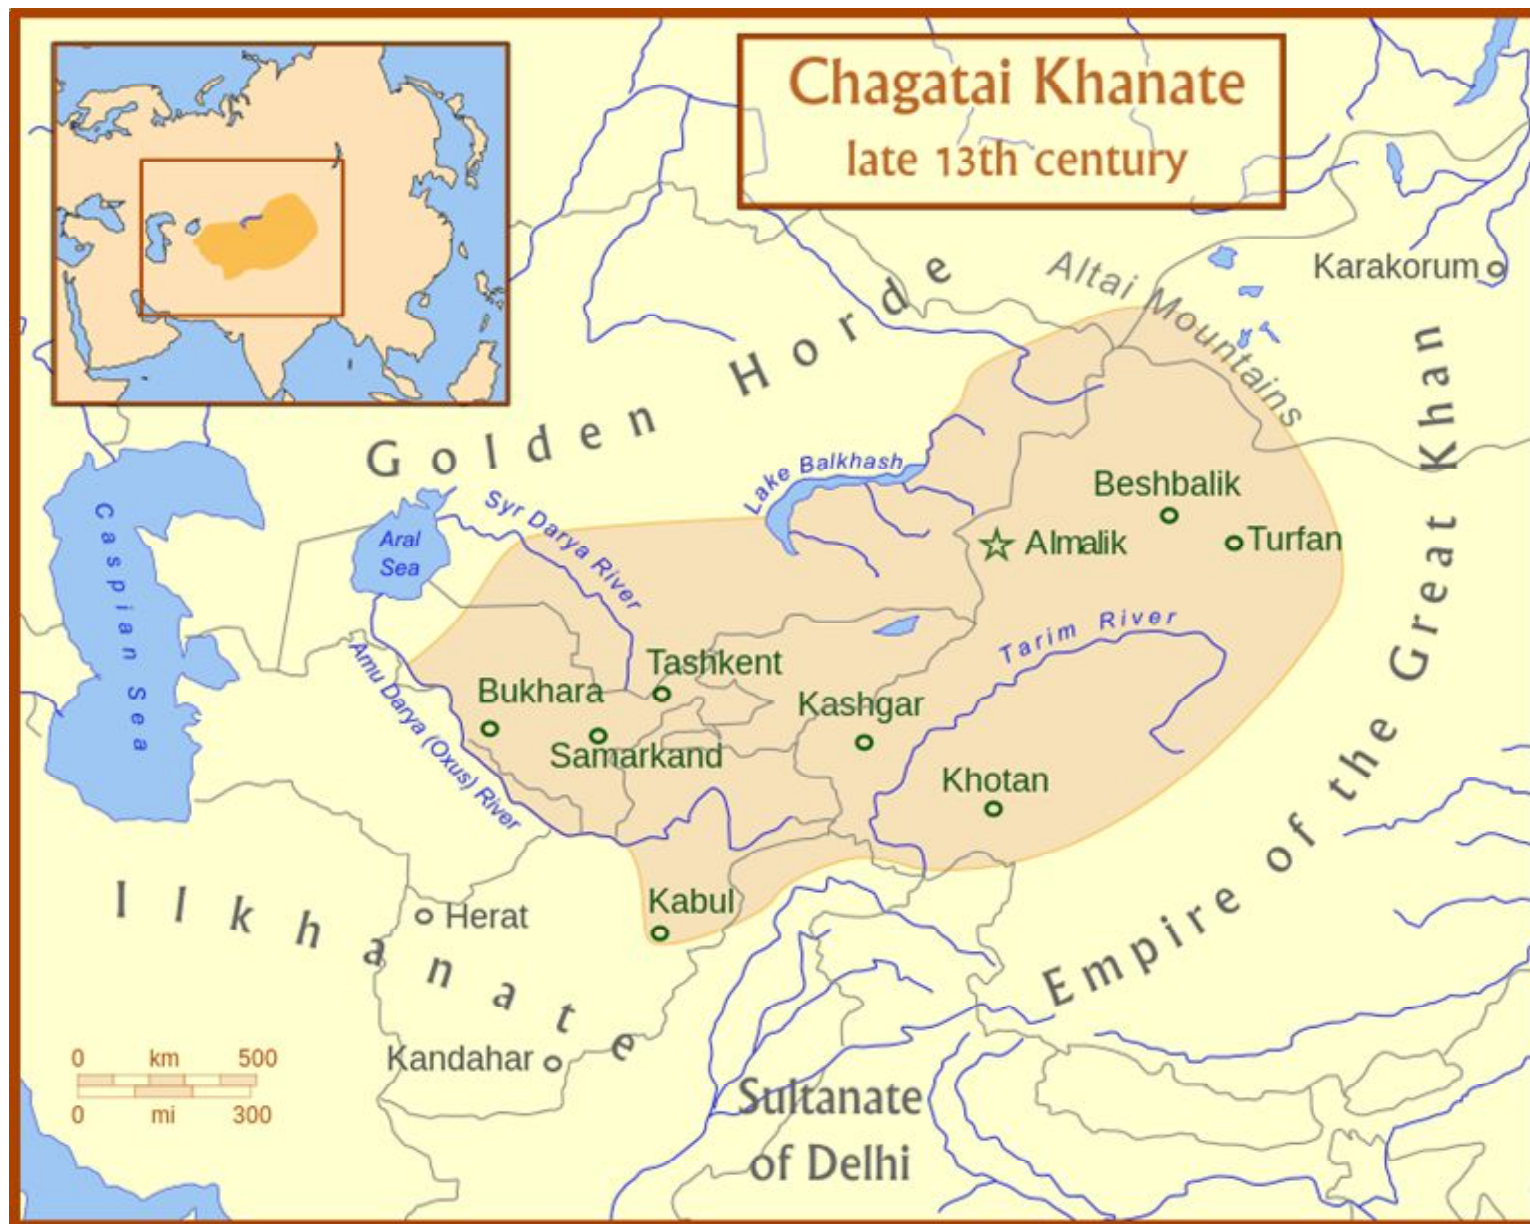 Chagatai Khanate
late 13th century
Altai Mountains
Karakorum
Golden Horde
Lake Balkhash
Beshbalik
Almalik
Turfan
Syr Darya River
Aral
Sea
Caspian Sea
Tarim River
Tashkent
Bukhara
Kashgar
Samarkand
Amu Darya (Oxus) River
Khotan
Empire of the Great Khan
Kabul
Herat
Ilkhanate
Kandahar
0 km 500
0 mi 300
Sultanate
of Delhi